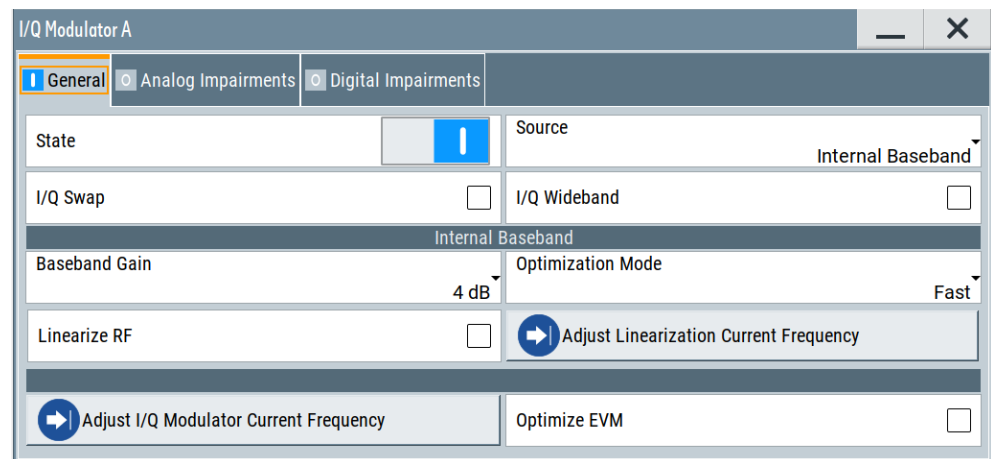 I/Q Modulator A
General Analog Impairments Digital Impairments
State
Source
Internal Baseband
I/Q Swap
I/Q Wideband
Internal Baseband
Baseband Gain
4 dB
Optimization Mode
Fast
Linearize RF
Adjust Linearization Current Frequency
Adjust I/Q Modulator Current Frequency
Optimize EVM